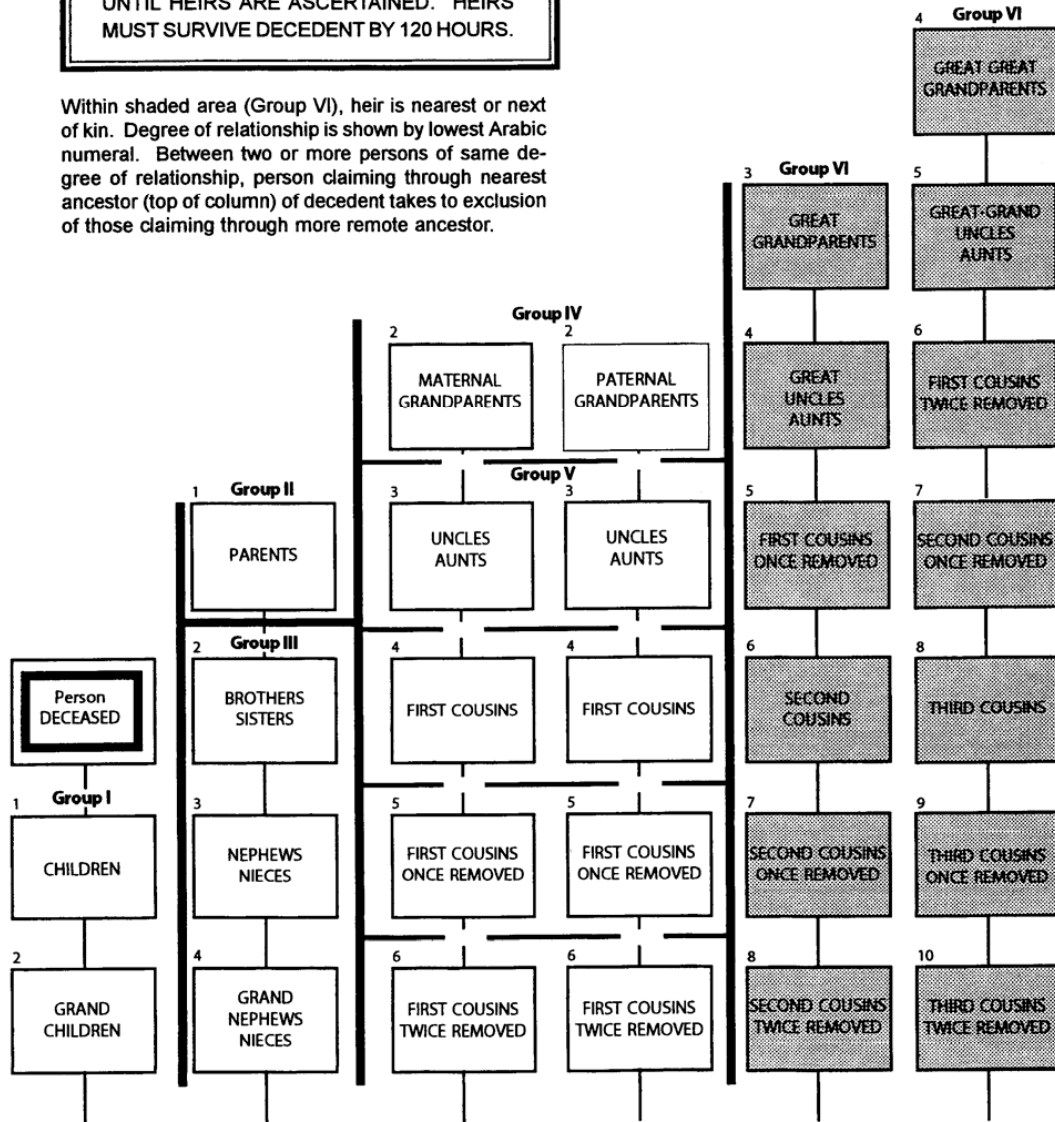 UNTIL HEIRS ARE ASCERTAINED. HEIRS
MUST SURVIVE DECEDENT BY 120 HOURS.
Within shaded area (Group VI), heir is nearest or next
of kin. Degree of relationship is shown by lowest Arabic
numeral. Between two or more persons of same de-
gree of relationship, person claiming through nearest
ancestor (top of column) of decedent takes to exclusion
of those claiming through more remote ancestor.
Person
DECEASED
1 Group I
CHILDREN
2
GRAND
CHILDREN
1 Group II
PARENTS
2 Group III
BROTHERS
SISTERS
3
NEPHEWS
NIECES
4
GRAND
NEPHEWS
NIECES
Group IV
2
MATERNAL
GRANDPARENTS
2
PATERNAL
GRANDPARENTS
Group V
3
UNCLES
AUNTS
3
UNCLES
AUNTS
4
FIRST COUSINS
4
FIRST COUSINS
5
FIRST COUSINS
ONCE REMOVED
5
FIRST COUSINS
ONCE REMOVED
6
FIRST COUSINS
TWICE REMOVED
6
FIRST COUSINS
TWICE REMOVED
3 Group VI
GREAT
GRANDPARENTS
4
GREAT
UNCLES
AUNTS
5
FIRST COUSINS
ONCE REMOVED
6
SECOND
COUSINS
7
SECOND COUSINS
ONCE REMOVED
8
SECOND COUSINS
TWICE REMOVED
4 Group VI
GREAT GREAT
GRANDPARENTS
5
GREAT-GRAND
UNCLES
AUNTS
6
FIRST COUSINS
TWICE REMOVED
7
SECOND COUSINS
ONCE REMOVED
8
THIRD COUSINS
9
THIRD COUSINS
ONCE REMOVED
10
THIRD COUSINS
TWICE REMOVED